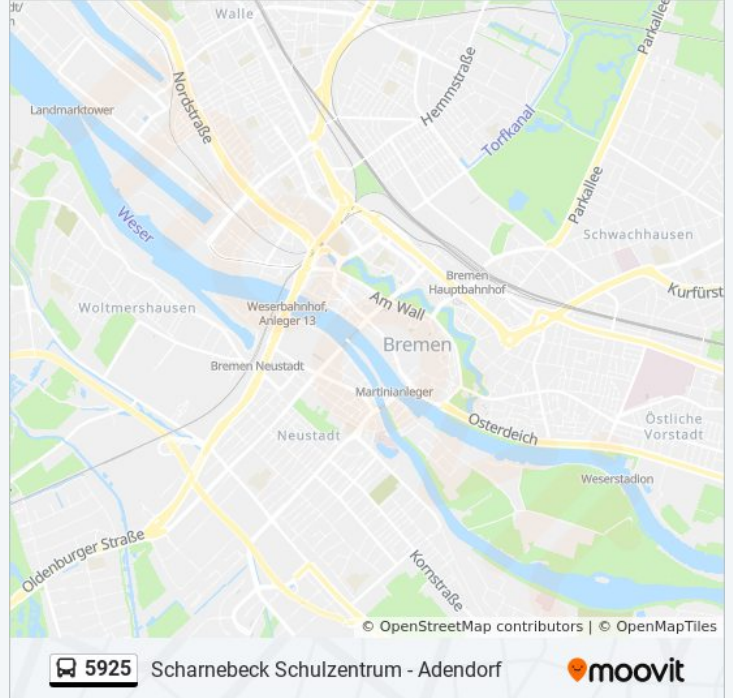 dt/
Walle
Parkallee
Hemmstraße
Nordstraße
Landmarktower
Torfkanal
Parkallee
Weser
Schwachhausen
Bremen
Hauptbahnhof
Kurfürst
Woltmershausen
Weserbahnhof,
Anleger 13
Am Wall
Bremen
Bremen Neustadt
Martinianleger
Neustadt
Osterdeich
Östliche
Vorstadt
Weserstadion
Oldenburger Straße
Kornstraße
© OpenStreetMap contributors | © OpenMapTiles
5925 Scharnebeck Schulzentrum - Adendorf
moovit